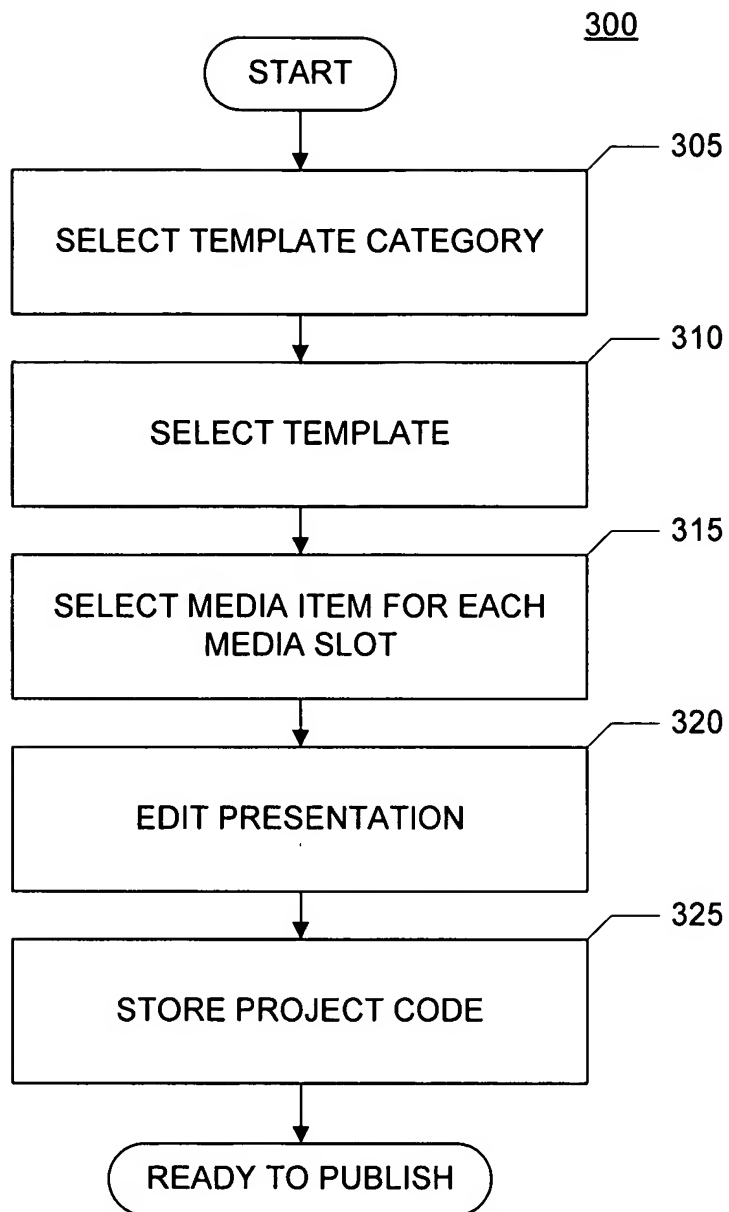 300
START
305
SELECT TEMPLATE CATEGORY
310
SELECT TEMPLATE
315
SELECT MEDIA ITEM FOR EACH
MEDIA SLOT
320
EDIT PRESENTATION
325
STORE PROJECT CODE
READY TO PUBLISH